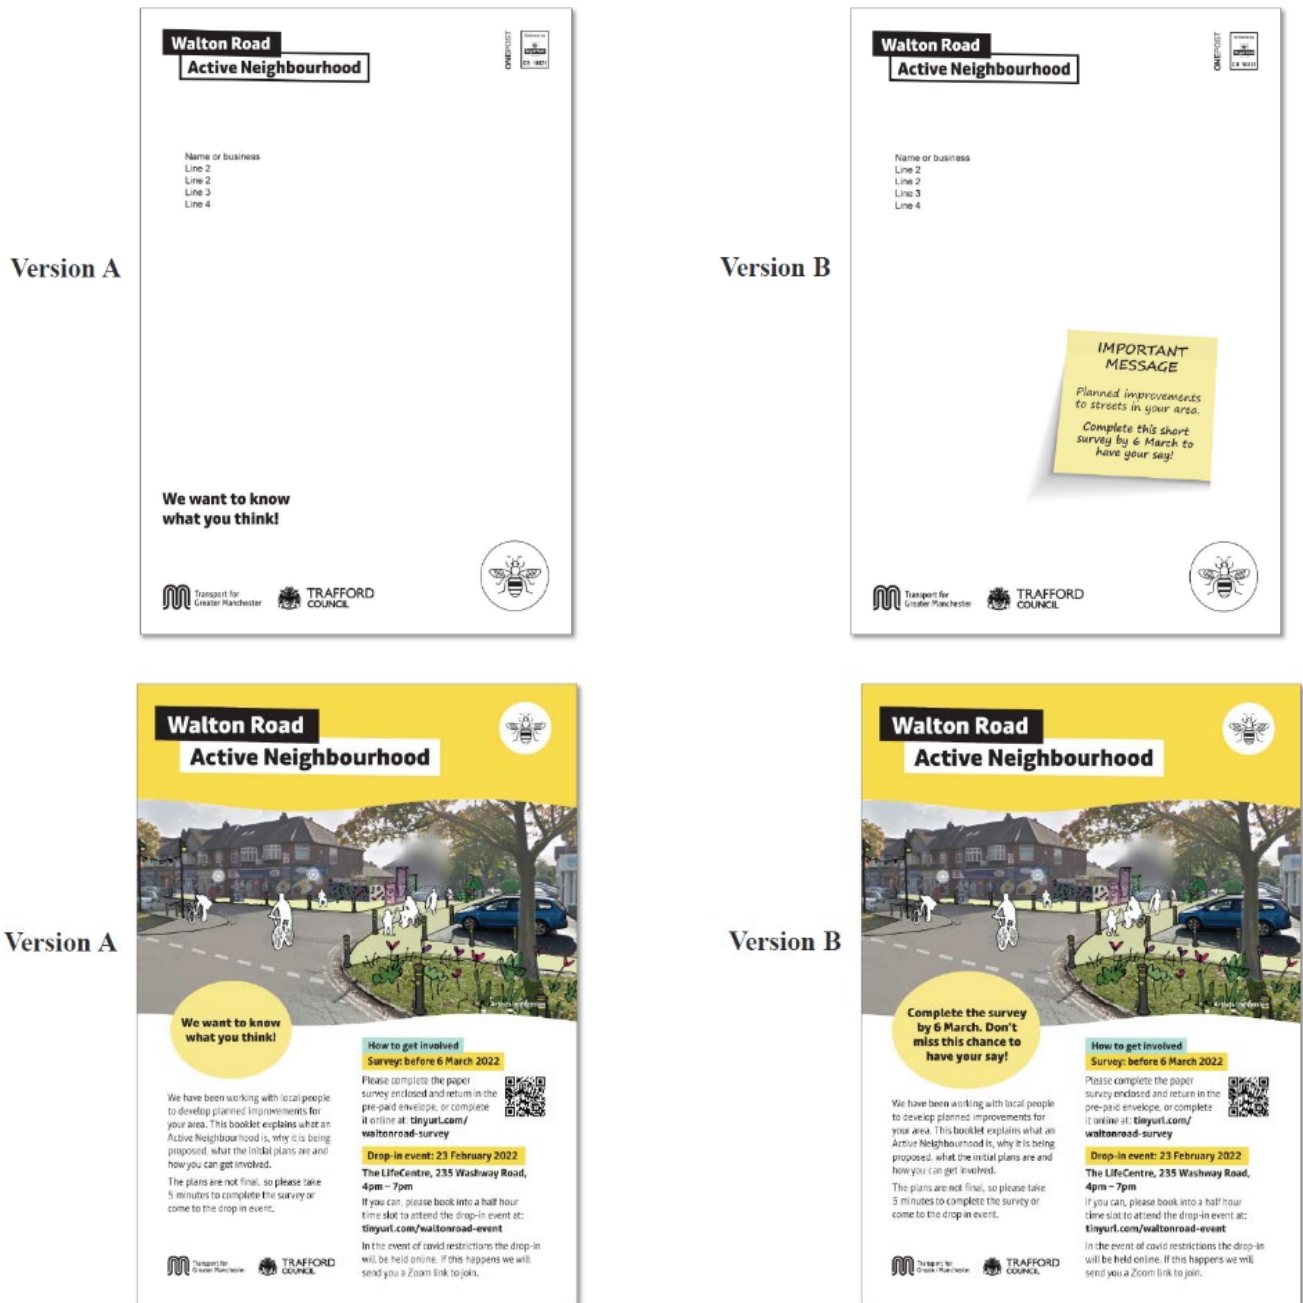 Walton Road
Active Neighbourhood
ONEPOST
Name or business
Line 2
Line 2
Line 3
Line 4
Version A
We want to know
what you think!
Transport for
Greater Manchester
TRAFFORD
COUNCIL
Walton Road
Active Neighbourhood
ONEPOST
Name or business
Line 2
Line 2
Line 3
Line 4
Version B
IMPORTANT
MESSAGE
Planned improvements
to streets in your area.
Complete this short
survey by 6 March to
have your say!
Transport for
Greater Manchester
TRAFFORD
COUNCIL
Walton Road
Active Neighbourhood
Version A
We want to know
what you think!
We have been working with local people
to develop planned improvements for
your area. This booklet explains what an
Active Neighbourhood is, why it is being
proposed, what the initial plans are and
how you can get involved.
The plans are not final, so please take
5 minutes to complete the survey or
come to the drop in event.
Transport for
Greater Manchester
TRAFFORD
COUNCIL
How to get involved
Survey: before 6 March 2022
Please complete the paper
survey enclosed and return in the
pre-paid envelope, or complete
it online at: tinyurl.com/
waltonroad-survey
Drop-in event: 23 February 2022
The LifeCentre, 235 Washway Road,
4pm – 7pm
If you can, please book into a half hour
time slot to attend the drop-in event at:
tinyurl.com/waltonroad-event
In the event of covid restrictions the drop-in
will be held online. If this happens we will
send you a Zoom link to join.
Walton Road
Active Neighbourhood
Version B
Complete the survey
by 6 March. Don't
miss this chance to
have your say!
We have been working with local people
to develop planned improvements for
your area. This booklet explains what an
Active Neighbourhood is, why it is being
proposed, what the initial plans are and
how you can get involved.
The plans are not final, so please take
5 minutes to complete the survey or
come to the drop in event.
Transport for
Greater Manchester
TRAFFORD
COUNCIL
How to get involved
Survey: before 6 March 2022
Please complete the paper
survey enclosed and return in the
pre-paid envelope, or complete
it online at: tinyurl.com/
waltonroad-survey
Drop-in event: 23 February 2022
The LifeCentre, 235 Washway Road,
4pm – 7pm
If you can, please book into a half hour
time slot to attend the drop-in event at:
tinyurl.com/waltonroad-event
In the event of covid restrictions the drop-in
will be held online. If this happens we will
send you a Zoom link to join.